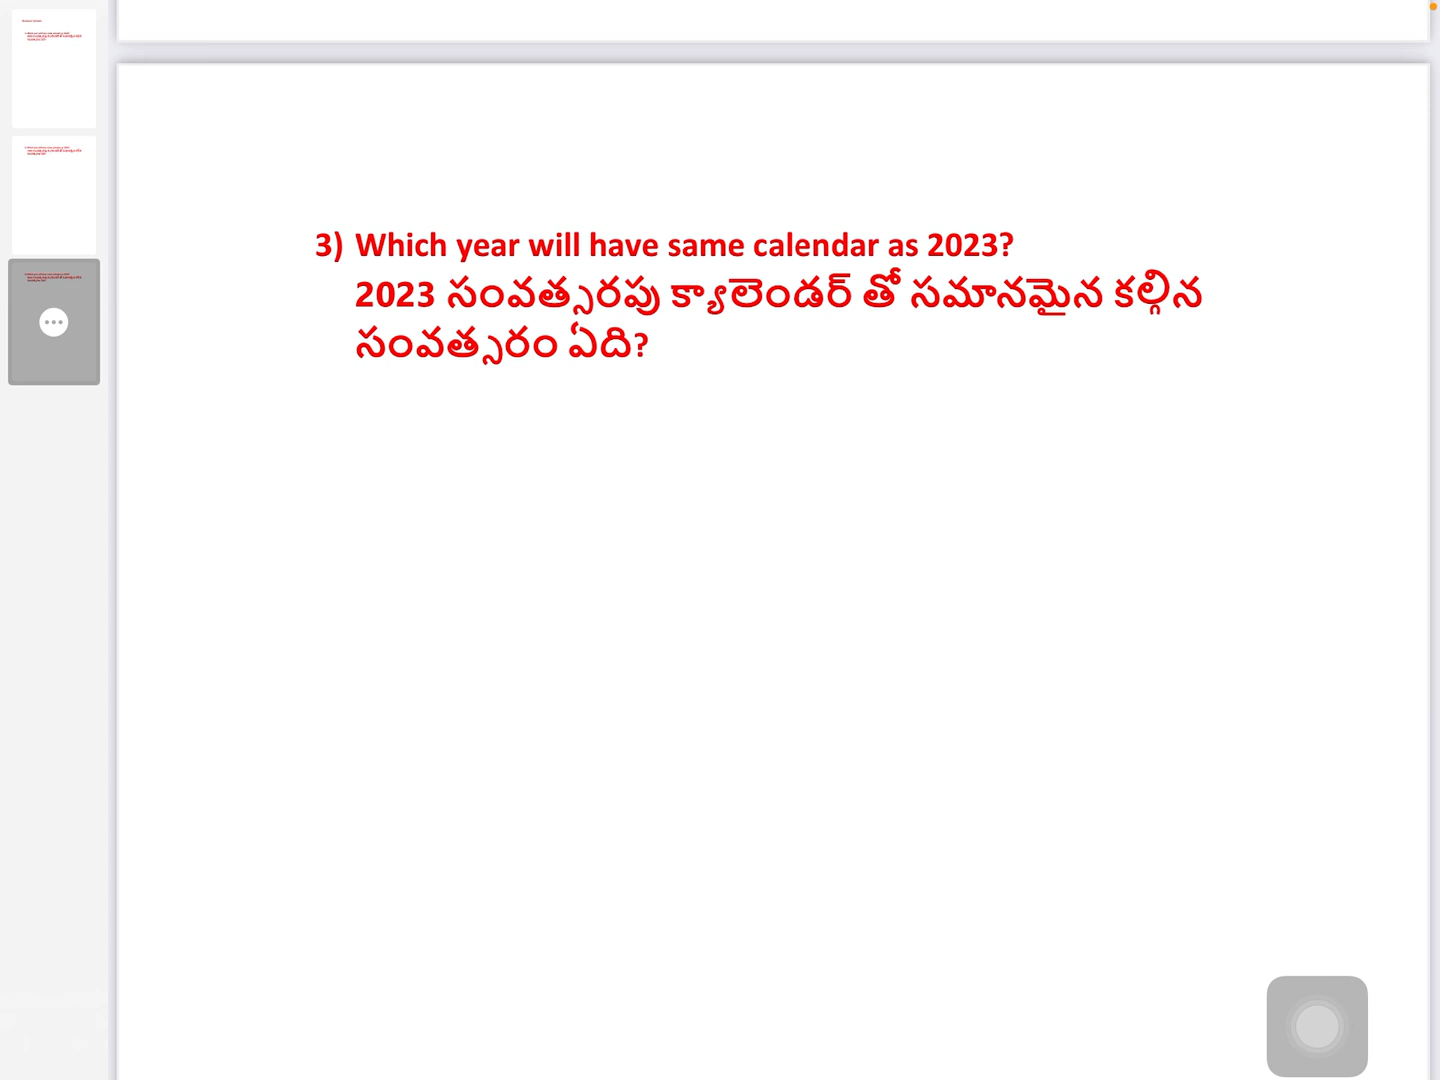 3) Which year will have same calendar as 2023?
2023 సంవత్సరపు క్యాలెండర్ తో సమానమైన కల్గిన
సంవత్సరం ఏది?